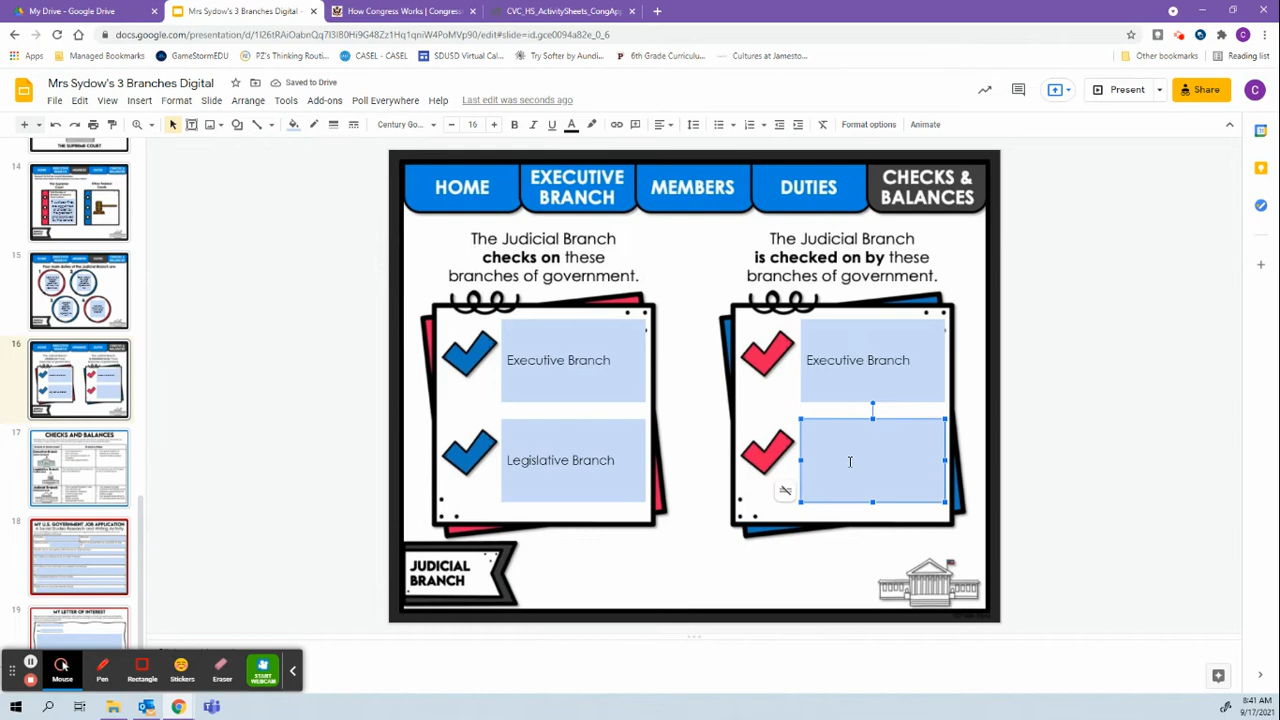 My Drive - Google Drive
Mrs Sydow's 3 Branches Digital -
How Congress Works | Congress
CVC_HS_ActivitySheets_CongApp
docs.google.com/presentation/d/
Apps
Managed Bookmarks
GameStormEDU
PZ's Thinking Rout...
CASEL - CASEL
SDUSD Virtual Cal...
Try Softer by Aundi...
6th Grade Curriculu...
Cultures at Jamesto...
Other bookmarks
Reading list
Mrs Sydow's 3 Branches Digital
Saved to Drive
File Edit View Insert Format Slide Arrange Tools Add-ons Poll Everywhere Help Last edit was seconds ago
Present
Share
C
Century Go...
16
Format options
Animate
THE SUPREME COURT
14
15
16
17
CHECKS AND BALANCES
18
MY U.S. GOVERNMENT JOB APPLICATION
19
MY LETTER OF INTEREST
HOME
EXECUTIVE
BRANCH
MEMBERS
DUTIES
CHECKS &
BALANCES
The Judicial Branch
checks on these
branches of government.
Executive Branch
Legislative Branch
The Judicial Branch
is checked on by these
branches of government.
Executive Branch
JUDICIAL
BRANCH
Mouse
Pen
Rectangle
Stickers
Eraser
START
WEBCAM
8:41 AM
9/17/2021